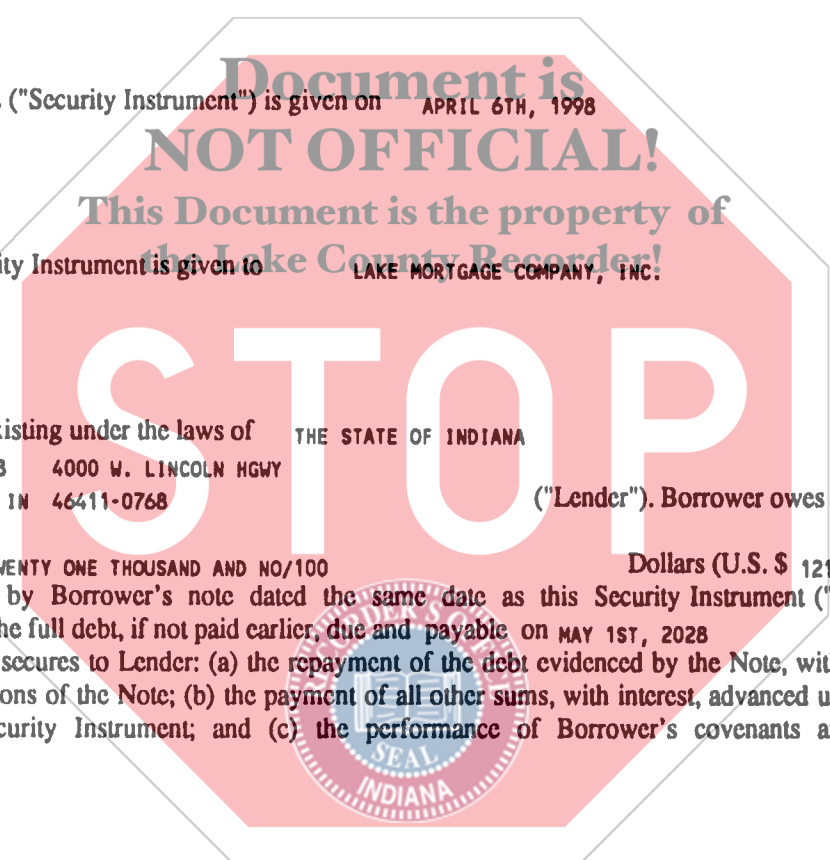 Document is
("Security Instrument") is given on APRIL 6TH, 1998
NOT OFFICIAL!
This Document is the property of
the Lake County Recorder!
ity Instrument is given to LAKE MORTGAGE COMPANY, INC.
STOP
xisting under the laws of THE STATE OF INDIANA
4000 W. LINCOLN HGWY
IN 46411-0768 ("Lender"). Borrower owes
WENTY ONE THOUSAND AND NO/100 Dollars (U.S. $ 121
by Borrower's note dated the same date as this Security Instrument ("
he full debt, if not paid earlier, due and payable on MAY 1ST, 2028
secures to Lender: (a) the repayment of the debt evidenced by the Note, wit
ons of the Note; (b) the payment of all other sums, with interest, advanced u
curity Instrument; and (c) the performance of Borrower's covenants a
SEAL
INDIANA